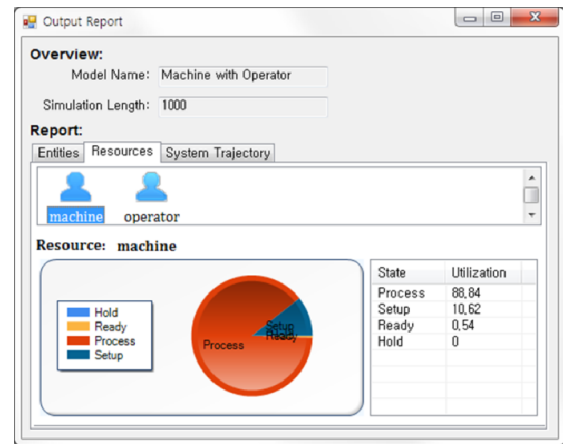 Output Report
Overview:
Model Name: Machine with Operator
Simulation Length: 1000
Report:
Entities Resources System Trajectory
machine operator
Resource: machine
Hold
Ready
Process
Setup
Process
Setup
Ready
State Utilization
Process 88,84
Setup 10,62
Ready 0,54
Hold 0